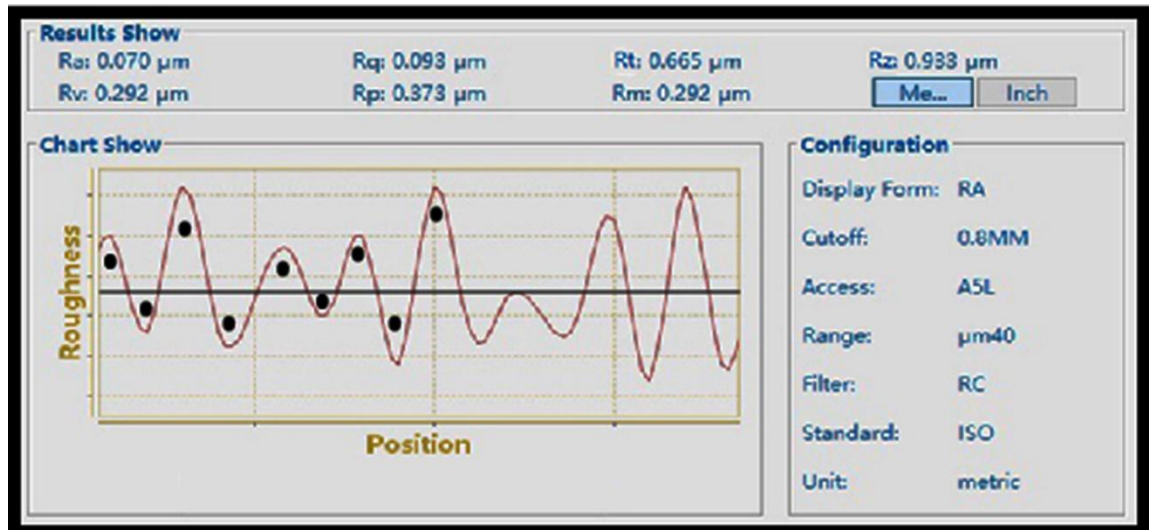 Results Show
Ra: 0.070 µm Rq: 0.093 µm Rt: 0.665 µm Rz: 0.933 µm
Rv: 0.292 µm Rp: 0.373 µm Rm: 0.292 µm Me... Inch
Chart Show
Roughness
Position
Configuration
Display Form: RA
Cutoff: 0.8MM
Access: A5L
Range: µm40
Filter: RC
Standard: ISO
Unit: metric